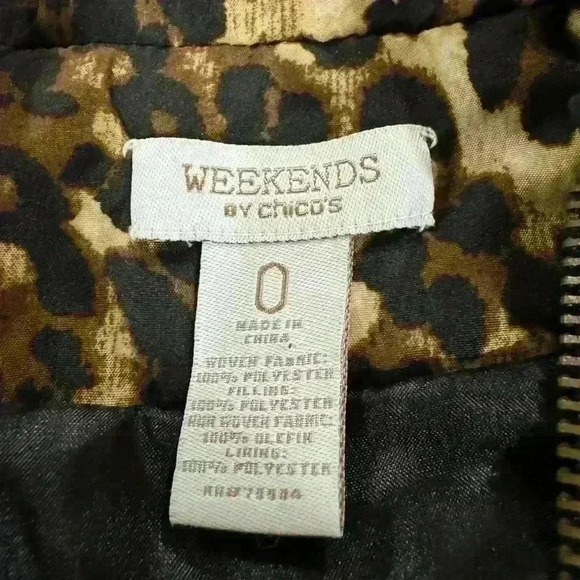 WEEKENDS
BY chico's
0
MADE IN
CHINA.
WOVEN FABRIC:
100% POLYESTER
FILLING:
100% POLYESTER
NON WOVEN FABRIC:
100% OLEFIN
LINING:
100% POLYESTER